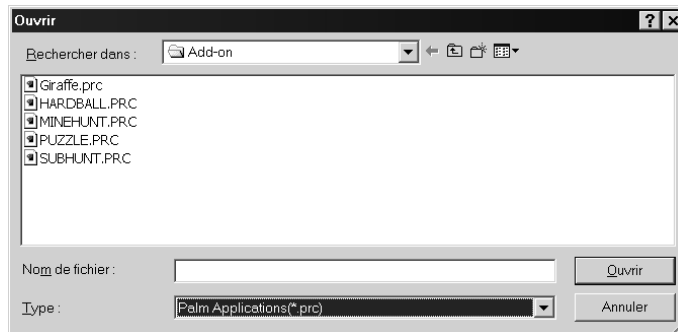 Ouvrir
Rechercher dans : Add-on
Giraffe.prc
HARDBALL.PRC
MINEHUNT.PRC
PUZZLE.PRC
SUBHUNT.PRC
Nom de fichier : Ouvrir
Type : Palm Applications(*.prc) Annuler